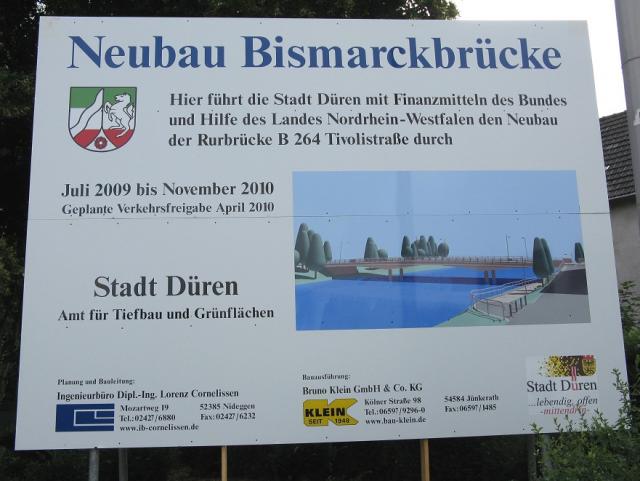 Neubau Bismarckbrücke
Hier führt die Stadt Düren mit Finanzmitteln des Bundes
und Hilfe des Landes Nordrhein-Westfalen den Neubau
der Rurbrücke B 264 Tivolistraße durch
Juli 2009 bis November 2010
Geplante Verkehrsfreigabe April 2010
Stadt Düren
Amt für Tiefbau und Grünflächen
Planung und Bauleitung:
Ingenieurbüro Dipl.-Ing. Lorenz Cornelissen
Mozartweg 19 52385 Nideggen
Tel.:02427/6880 Fax:02427/6232
www.ib-cornelissen.de
Bauausführung:
Bruno Klein GmbH & Co. KG
KLEIN
SEIT 1948
Kölner Straße 98 54584 Jünkerath
Tel.:06597/9296-0 Fax:06597/1485
www.bau-klein.de
Stadt Düren
...lebendig, offen
-mittendrin-